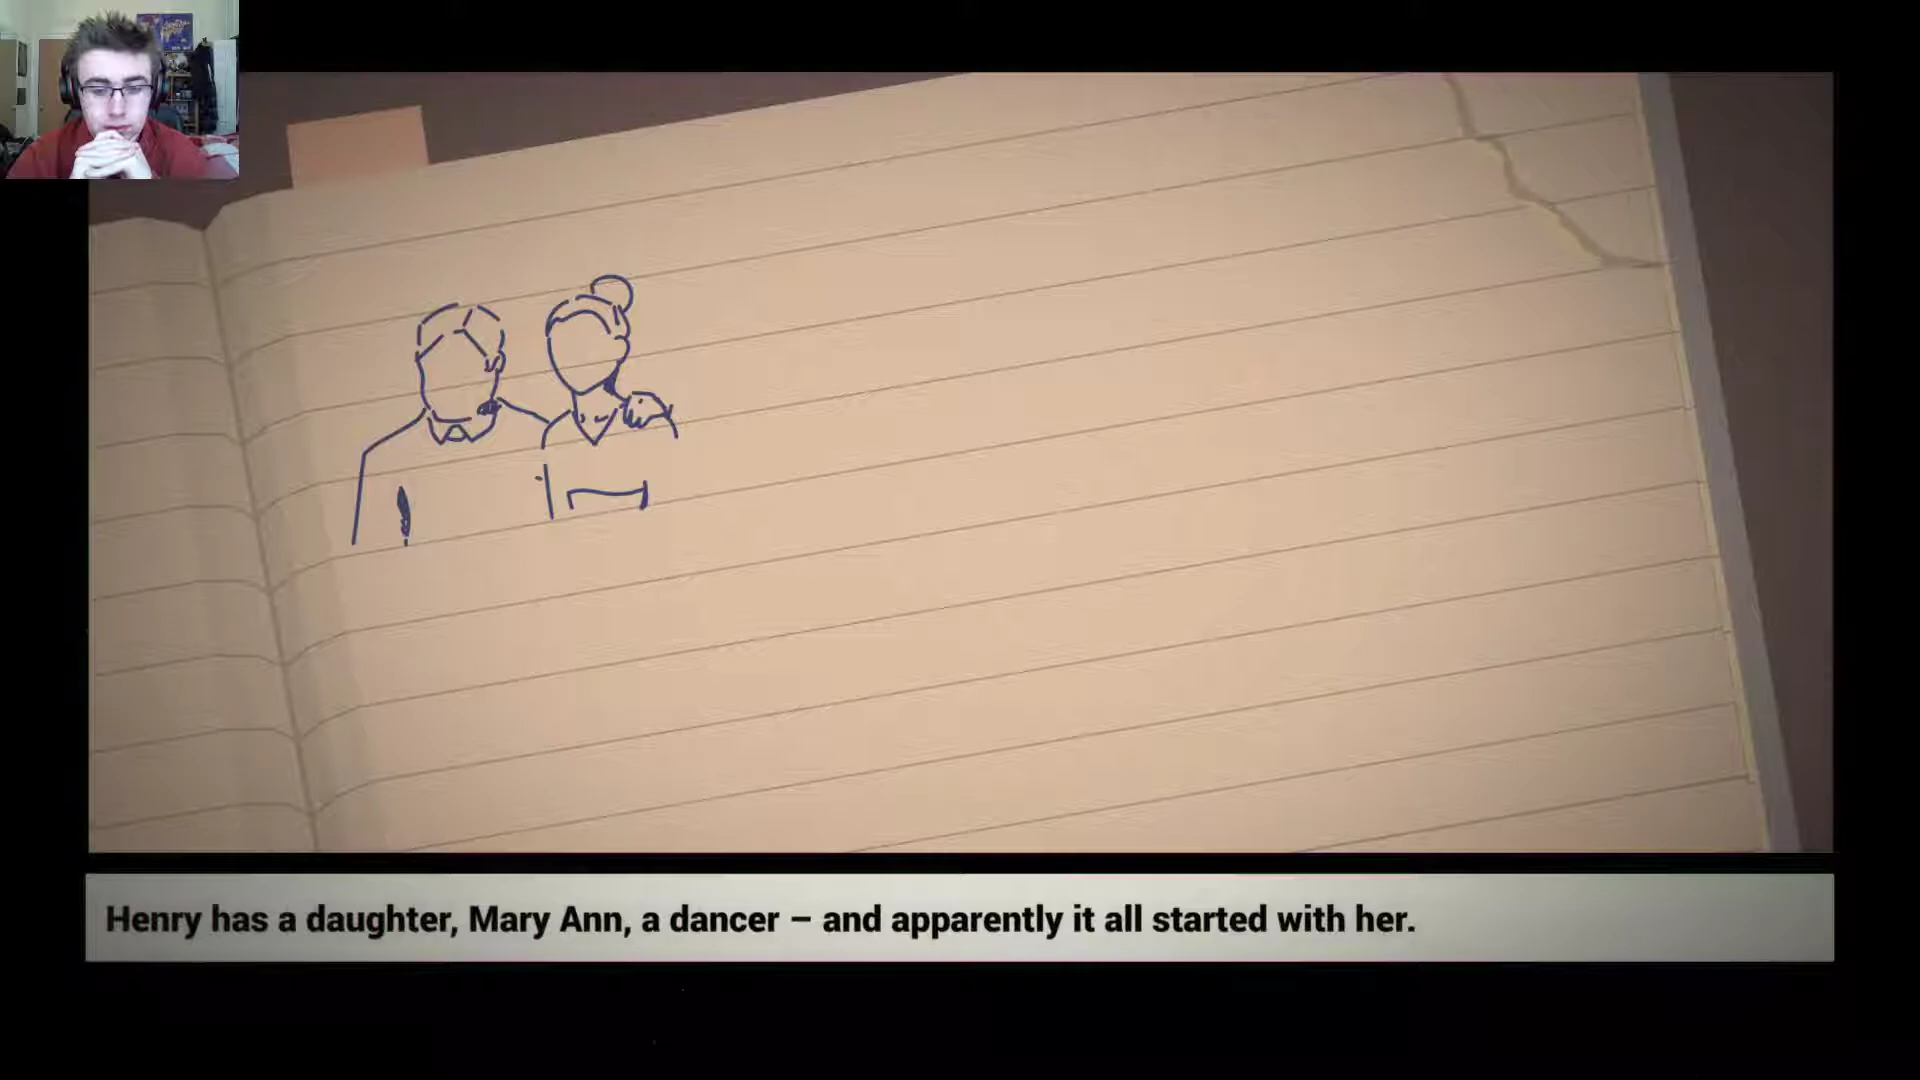 Henry has a daughter, Mary Ann, a dancer – and apparently it all started with her.